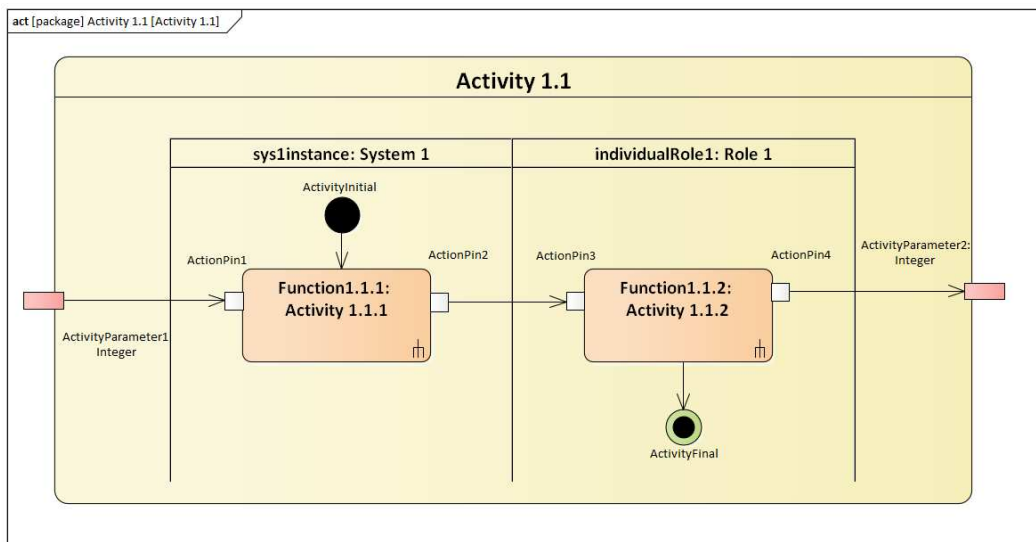 act [package] Activity 1.1 [Activity 1.1]
Activity 1.1
sys1instance: System 1
individualRole1: Role 1
ActivityInitial
ActionPin1
ActionPin2
ActionPin3
ActionPin4
ActivityParameter2:
Integer
Function1.1.1:
Activity 1.1.1
Function1.1.2:
Activity 1.1.2
ActivityParameter1
Integer
ActivityFinal